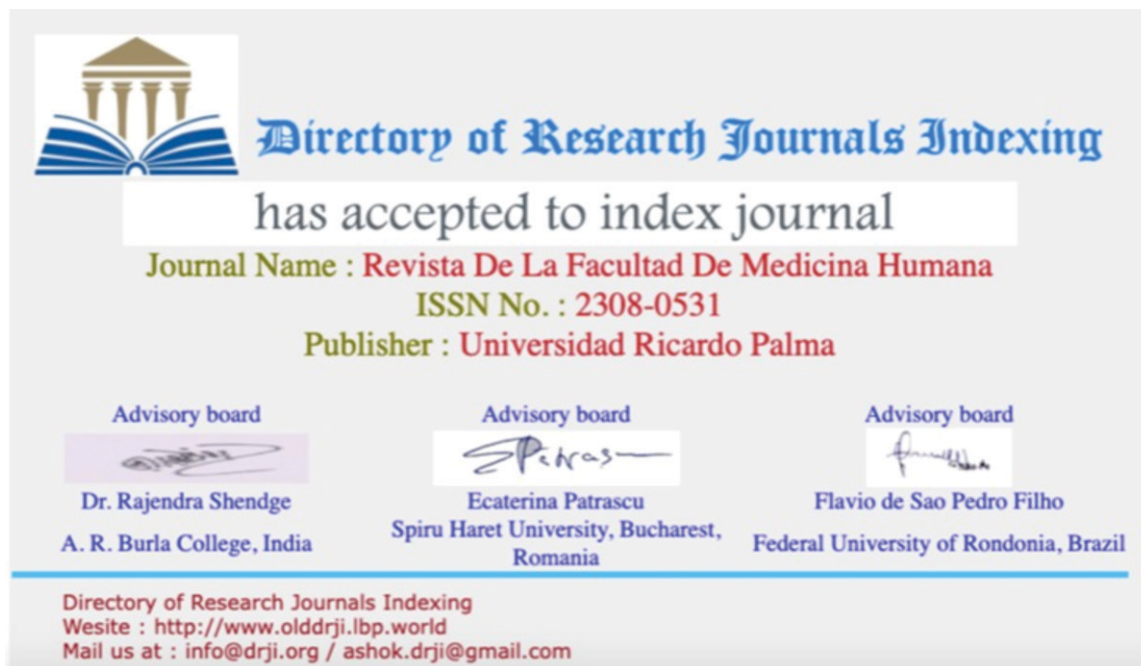 Directory of Research Journals Indexing
has accepted to index journal
Journal Name : Revista De La Facultad De Medicina Humana
ISSN No. : 2308-0531
Publisher : Universidad Ricardo Palma
Advisory board
Dr. Rajendra Shendge
A. R. Burla College, India
Advisory board
Ecaterina Patrascu
Spiru Haret University, Bucharest,
Romania
Advisory board
Flavio de Sao Pedro Filho
Federal University of Rondonia, Brazil
Directory of Research Journals Indexing
Wesite : http://www.olddrji.lbp.world
Mail us at : info@drji.org / ashok.drji@gmail.com